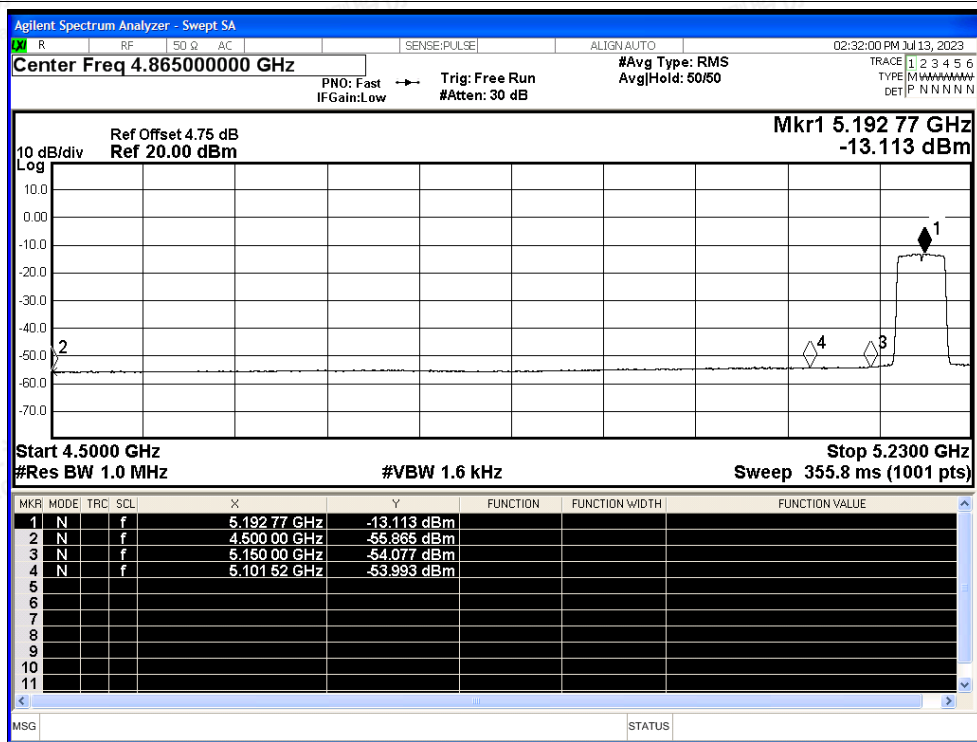 Agilent Spectrum Analyzer - Swept SA
LXI R RF 50 Ω AC SENSE:PULSE ALIGN AUTO 02:32:00 PM Jul 13, 2023
Center Freq 4.865000000 GHz
PNO: Fast
IFGain:Low
Trig: Free Run
#Atten: 30 dB
#Avg Type: RMS
Avg|Hold: 50/50
TRACE 1 2 3 4 5 6
TYPE M
DET P N N N N N
Mkr1 5.192 77 GHz
-13.113 dBm
Ref Offset 4.75 dB
10 dB/div Ref 20.00 dBm
Log
10.0
0.00
-10.0
-20.0
-30.0
-40.0
-50.0
-60.0
-70.0
1
2
4
3
Start 4.5000 GHz Stop 5.2300 GHz
#Res BW 1.0 MHz #VBW 1.6 kHz Sweep 355.8 ms (1001 pts)
MKR MODE TRC SCL X Y FUNCTION FUNCTION WIDTH FUNCTION VALUE
1 N f 5.192 77 GHz -13.113 dBm
2 N f 4.500 00 GHz -55.865 dBm
3 N f 5.150 00 GHz -54.077 dBm
4 N f 5.101 52 GHz -53.993 dBm
5
6
7
8
9
10
11
MSG STATUS